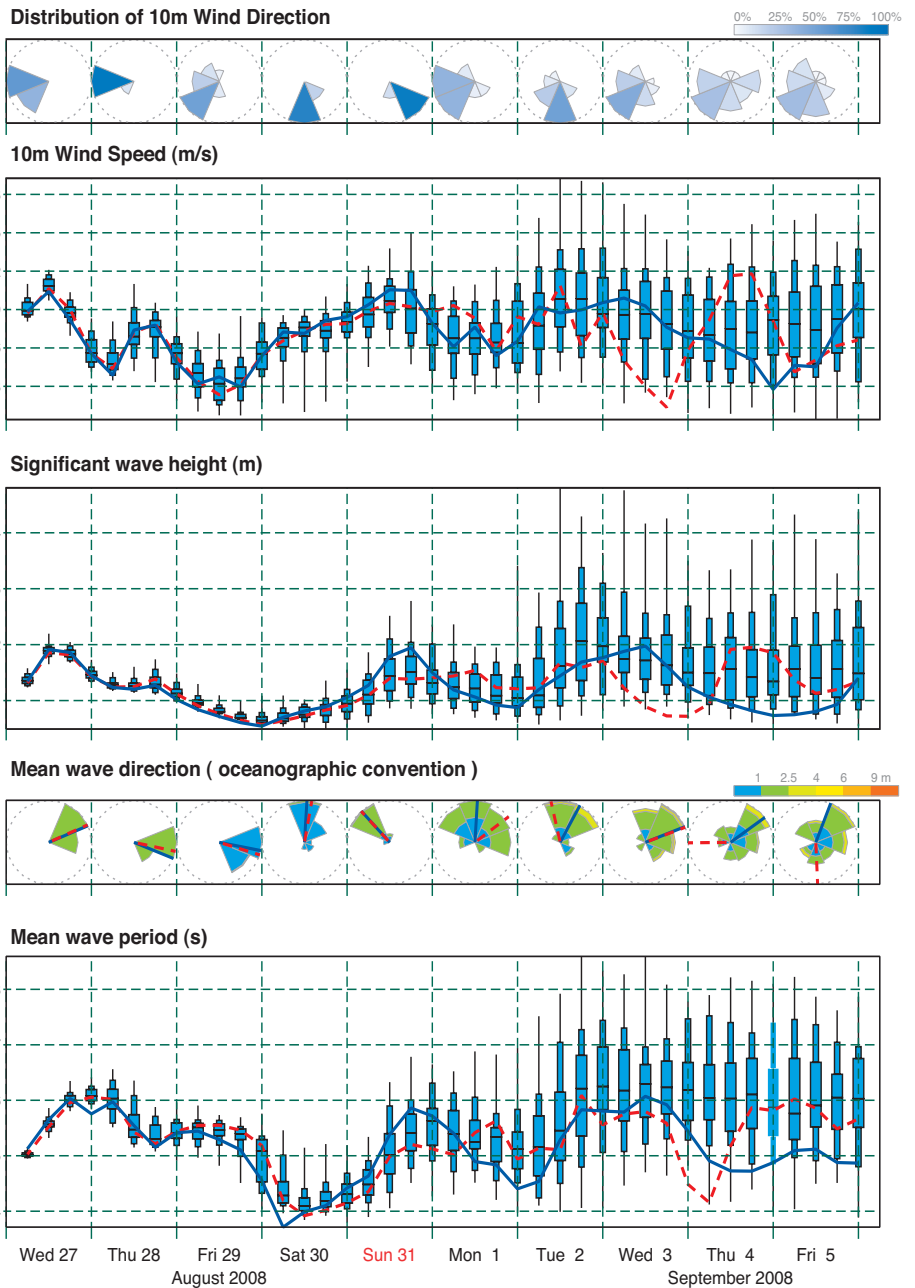 Distribution of 10m Wind Direction
0% 25% 50% 75% 100%
10m Wind Speed (m/s)
Significant wave height (m)
Mean wave direction ( oceanographic convention )
1 2.5 4 6 9 m
Mean wave period (s)
Wed 27 Thu 28 Fri 29 Sat 30 Sun 31 Mon 1 Tue 2 Wed 3 Thu 4 Fri 5
August 2008 September 2008